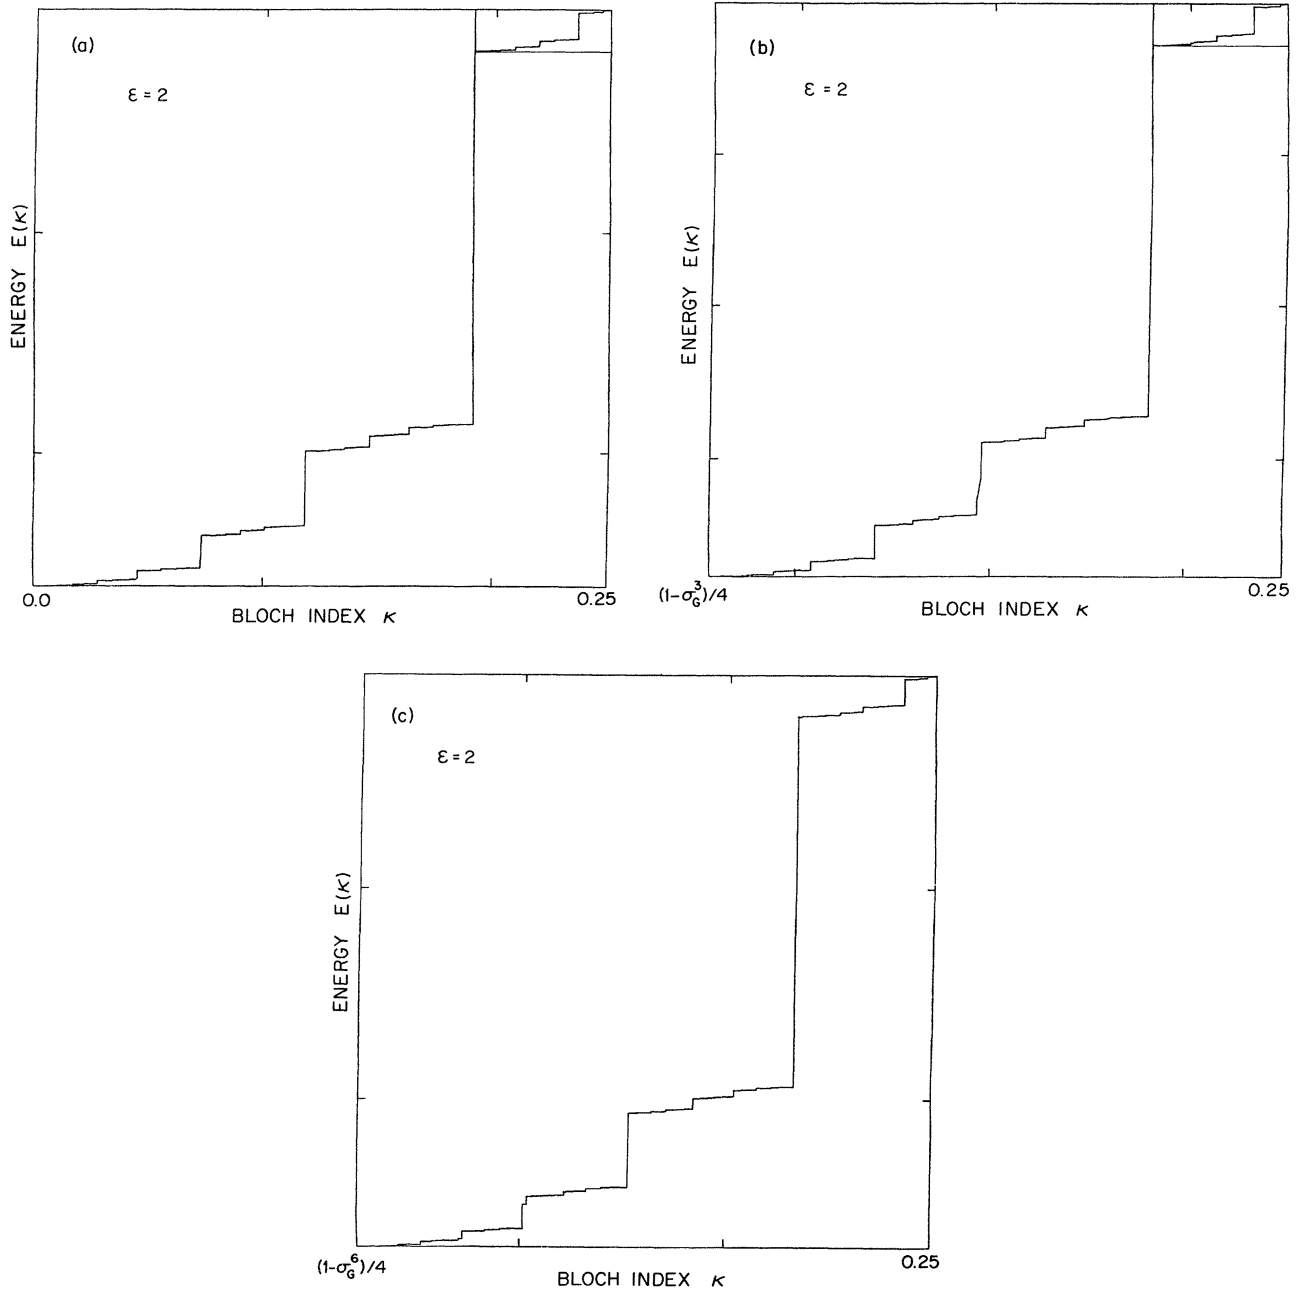 (a)
ε = 2
ENERGY E(κ)
0.0
0.25
BLOCH INDEX κ
(b)
ε = 2
ENERGY E(κ)
(1-σ_G^3)/4
0.25
BLOCH INDEX κ
(c)
ε = 2
ENERGY E(κ)
(1-σ_G^6)/4
0.25
BLOCH INDEX κ